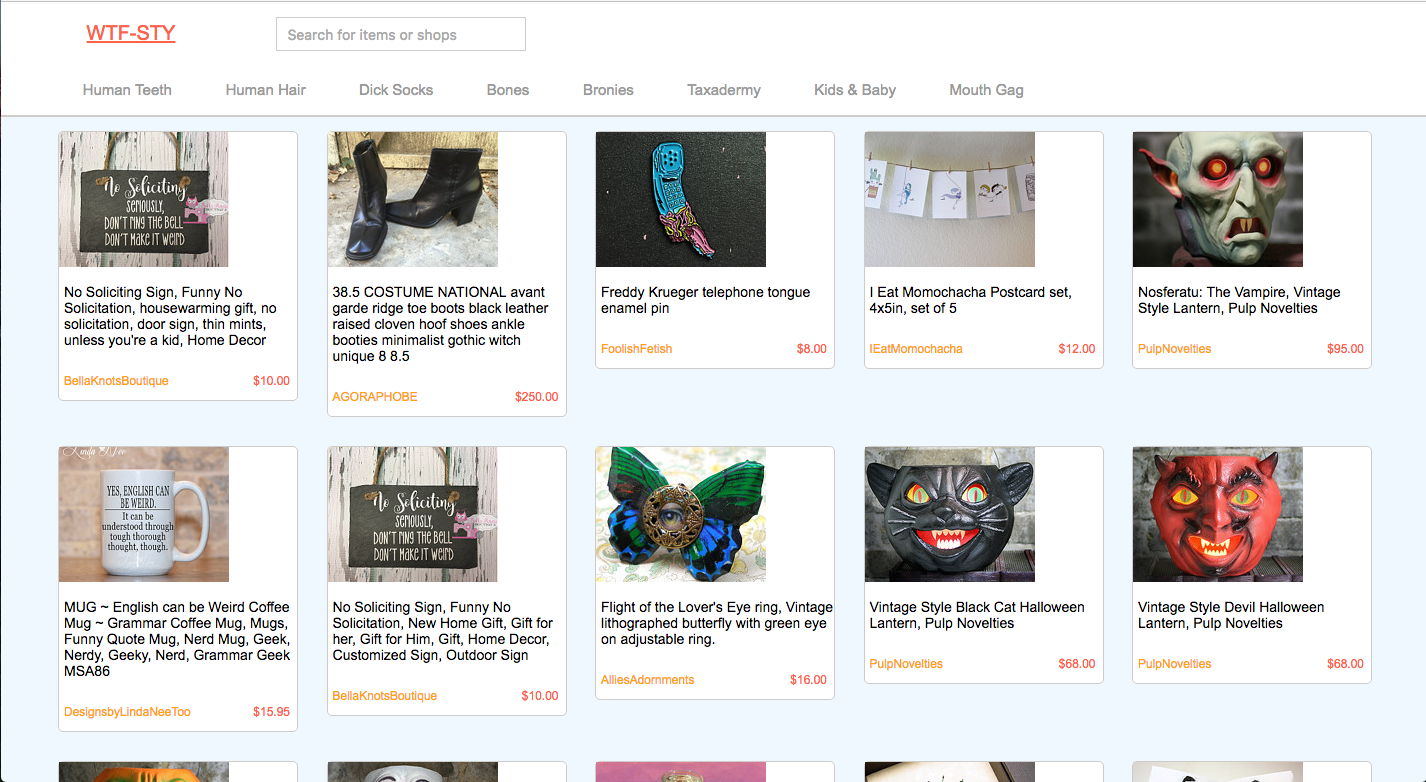 WTF-STY
Search for items or shops
Human Teeth
Human Hair
Dick Socks
Bones
Bronies
Taxadermy
Kids & Baby
Mouth Gag
No Soliciting
SERIOUSLY,
DON'T RING THE BELL
DON'T MAKE IT WEIRD
No Soliciting Sign, Funny No
Solicitation, housewarming gift, no
solicitation, door sign, thin mints,
unless you're a kid, Home Decor
BellaKnotsBoutique
$10.00
38.5 COSTUME NATIONAL avant
garde ridge toe boots black leather
raised cloven hoof shoes ankle
booties minimalist gothic witch
unique 8 8.5
AGORAPHOBE
$250.00
Freddy Krueger telephone tongue
enamel pin
FoolishFetish
$8.00
I Eat Momochacha Postcard set,
4x5in, set of 5
IEatMomochacha
$12.00
Nosferatu: The Vampire, Vintage
Style Lantern, Pulp Novelties
PulpNovelties
$95.00
YES, ENGLISH CAN
BE WEIRD.
It can be
understood through
tough thorough
thought, though.
MUG ~ English can be Weird Coffee
Mug ~ Grammar Coffee Mug, Mugs,
Funny Quote Mug, Nerd Mug, Geek,
Nerdy, Geeky, Nerd, Grammar Geek
MSA86
DesignsbyLindaNeeToo
$15.95
No Soliciting
SERIOUSLY,
DON'T RING THE BELL
DON'T MAKE IT WEIRD
No Soliciting Sign, Funny No
Solicitation, New Home Gift, Gift for
her, Gift for Him, Gift, Home Decor,
Customized Sign, Outdoor Sign
BellaKnotsBoutique
$10.00
Flight of the Lover's Eye ring, Vintage
lithographed butterfly with green eye
on adjustable ring.
AlliesAdornments
$16.00
Vintage Style Black Cat Halloween
Lantern, Pulp Novelties
PulpNovelties
$68.00
Vintage Style Devil Halloween
Lantern, Pulp Novelties
PulpNovelties
$68.00